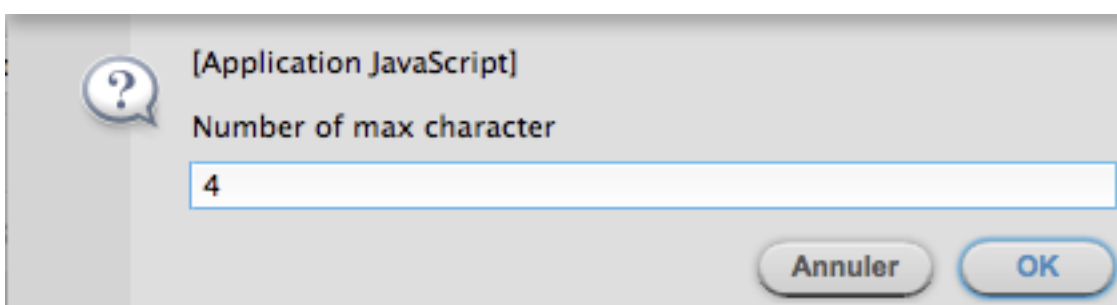 [Application JavaScript]
Number of max character
4
Annuler OK